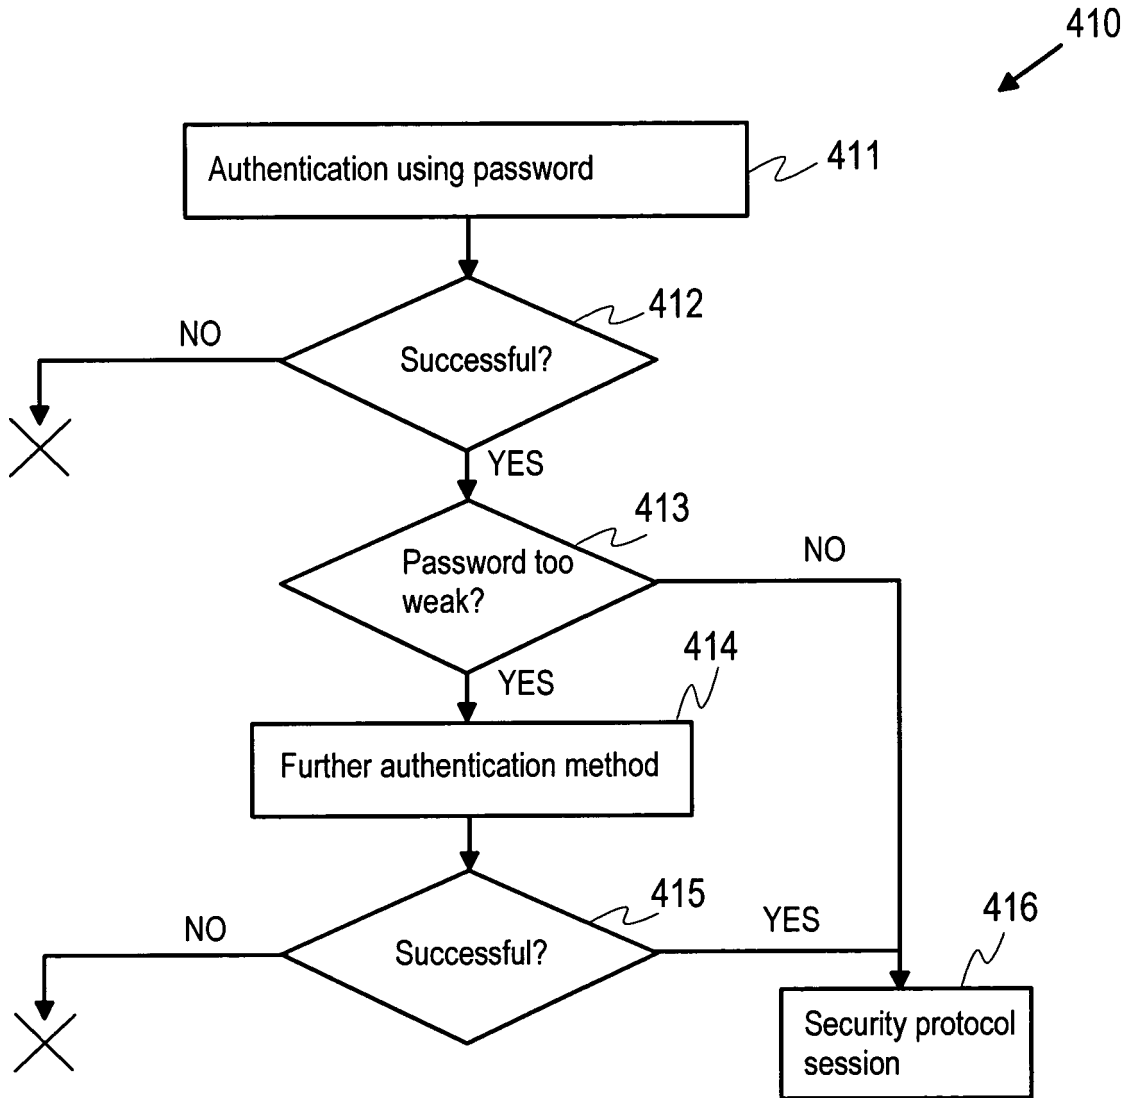 410
Authentication using password
411
412
NO
Successful?
YES
413
NO
Password too
weak?
414
YES
Further authentication method
415
NO
YES
416
Successful?
Security protocol
session